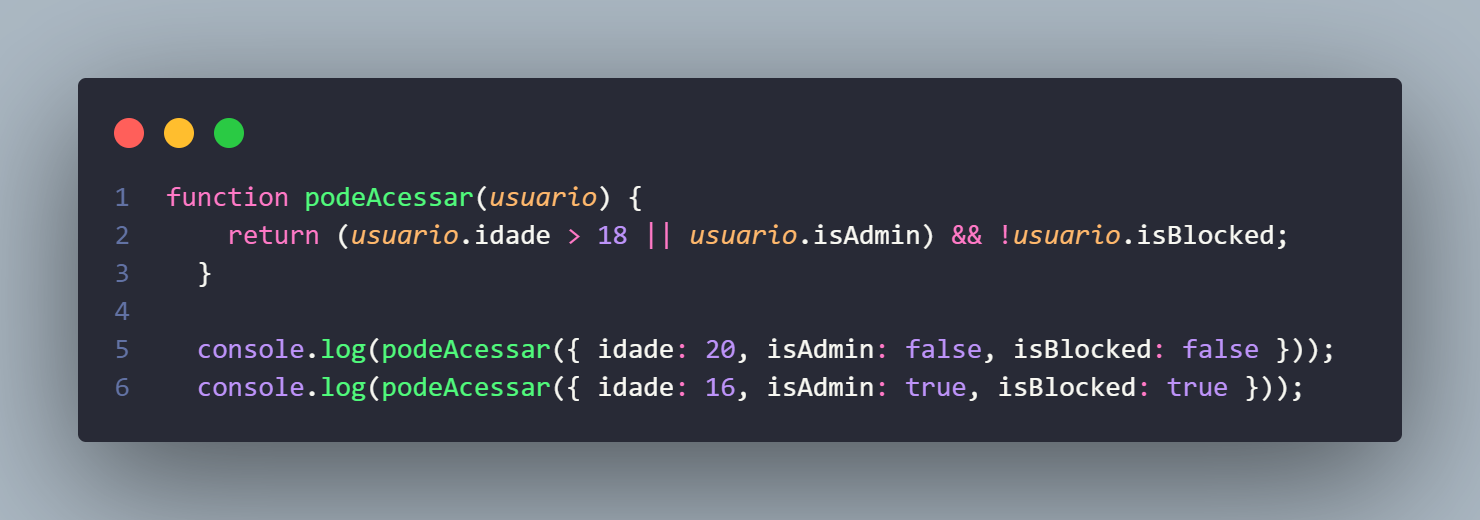 1 function podeAcessar(usuario) {
2 return (usuario.idade > 18 || usuario.isAdmin) && !usuario.isBlocked;
3 }
4
5 console.log(podeAcessar({ idade: 20, isAdmin: false, isBlocked: false }));
6 console.log(podeAcessar({ idade: 16, isAdmin: true, isBlocked: true }));